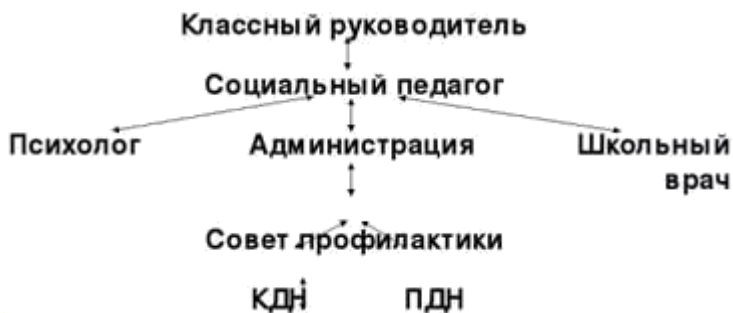 Классный руководитель
Социальный педагог
Психолог Администрация Школьный
врач
Совет профилактики
КДН ПДН